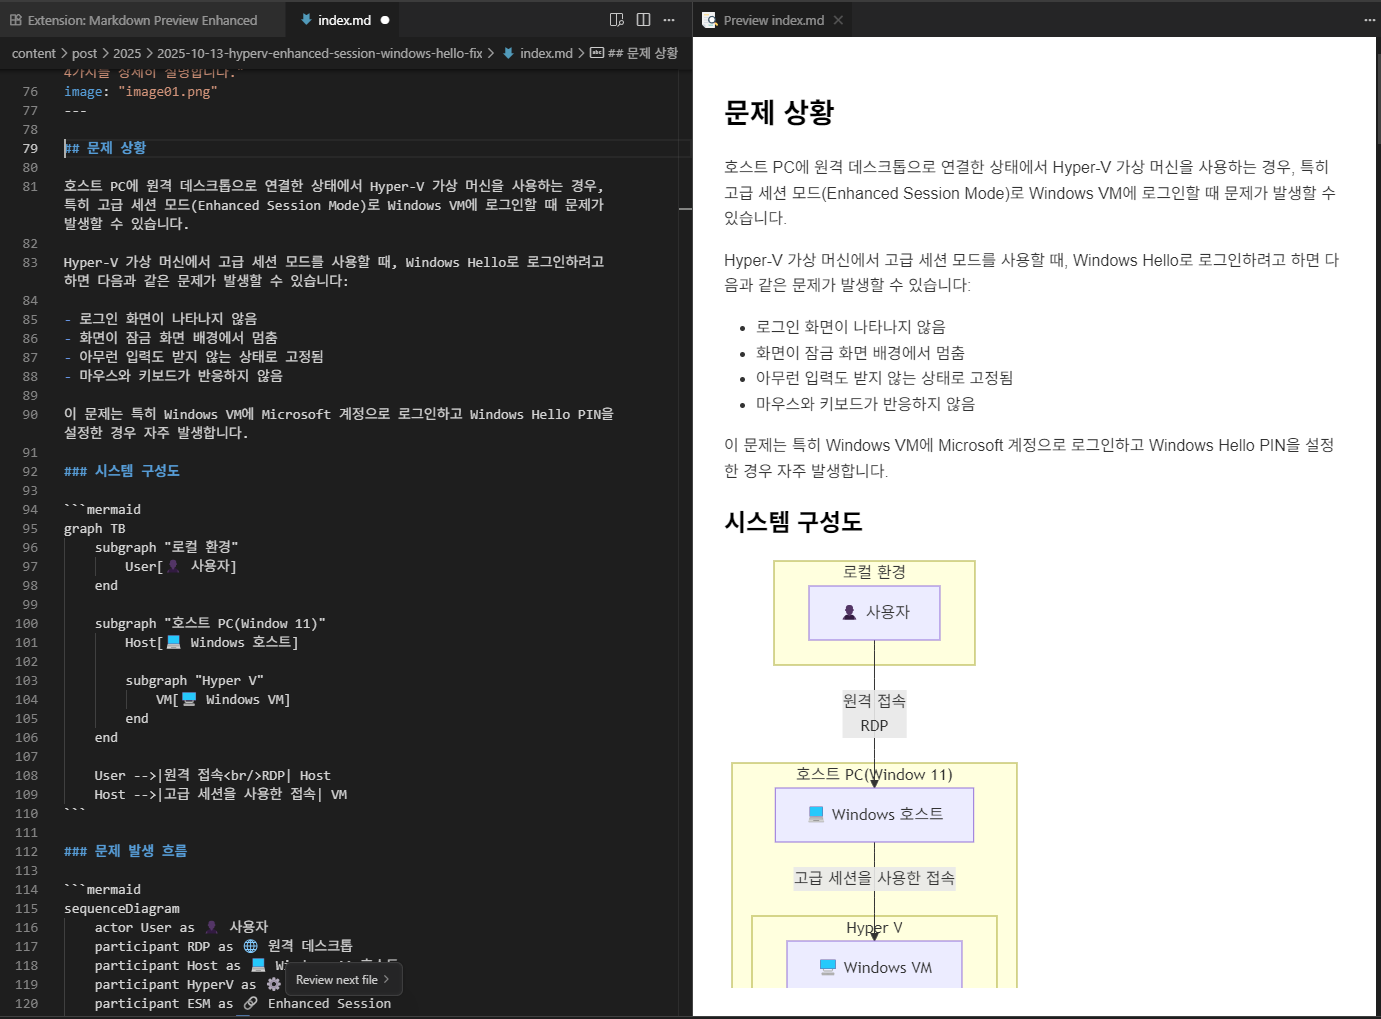 Extension: Markdown Preview Enhanced
index.md
Preview index.md
content > post > 2025 > 2025-10-13-hyperv-enhanced-session-windows-hello-fix > index.md > ## 문제 상황
4가지를 상세히 설명합니다."
76 image: "image01.png"
77 ---
78
79 ## 문제 상황
80
81 호스트 PC에 원격 데스크톱으로 연결한 상태에서 Hyper-V 가상 머신을 사용하는 경우,
특히 고급 세션 모드(Enhanced Session Mode)로 Windows VM에 로그인할 때 문제가
발생할 수 있습니다.
82
83 Hyper-V 가상 머신에서 고급 세션 모드를 사용할 때, Windows Hello로 로그인하려고
하면 다음과 같은 문제가 발생할 수 있습니다:
84
85 - 로그인 화면이 나타나지 않음
86 - 화면이 잠금 화면 배경에서 멈춤
87 - 아무런 입력도 받지 않는 상태로 고정됨
88 - 마우스와 키보드가 반응하지 않음
89
90 이 문제는 특히 Windows VM에 Microsoft 계정으로 로그인하고 Windows Hello PIN을
설정한 경우 자주 발생합니다.
91
92 ### 시스템 구성도
93
94 ```mermaid
95 graph TB
96 subgraph "로컬 환경"
97 User[👤 사용자]
98 end
99
100 subgraph "호스트 PC(Window 11)"
101 Host[💻 Windows 호스트]
102
103 subgraph "Hyper V"
104 VM[🖥️ Windows VM]
105 end
106 end
107
108 User -->|원격 접속<br/>RDP| Host
109 Host -->|고급 세션을 사용한 접속| VM
110 ```
111
112 ### 문제 발생 흐름
113
114 ```mermaid
115 sequenceDiagram
116 actor User as 👤 사용자
117 participant RDP as 🌐 원격 데스크톱
118 participant Host as 💻
119 participant HyperV as ⚙️
120 participant ESM as 🔗 Enhanced Session
Review next file >
문제 상황
호스트 PC에 원격 데스크톱으로 연결한 상태에서 Hyper-V 가상 머신을 사용하는 경우, 특히
고급 세션 모드(Enhanced Session Mode)로 Windows VM에 로그인할 때 문제가 발생할 수
있습니다.
Hyper-V 가상 머신에서 고급 세션 모드를 사용할 때, Windows Hello로 로그인하려고 하면 다
음과 같은 문제가 발생할 수 있습니다:
• 로그인 화면이 나타나지 않음
• 화면이 잠금 화면 배경에서 멈춤
• 아무런 입력도 받지 않는 상태로 고정됨
• 마우스와 키보드가 반응하지 않음
이 문제는 특히 Windows VM에 Microsoft 계정으로 로그인하고 Windows Hello PIN을 설정
한 경우 자주 발생합니다.
시스템 구성도
로컬 환경
👤 사용자
원격 접속
RDP
호스트 PC(Window 11)
💻 Windows 호스트
고급 세션을 사용한 접속
Hyper V
🖥️ Windows VM